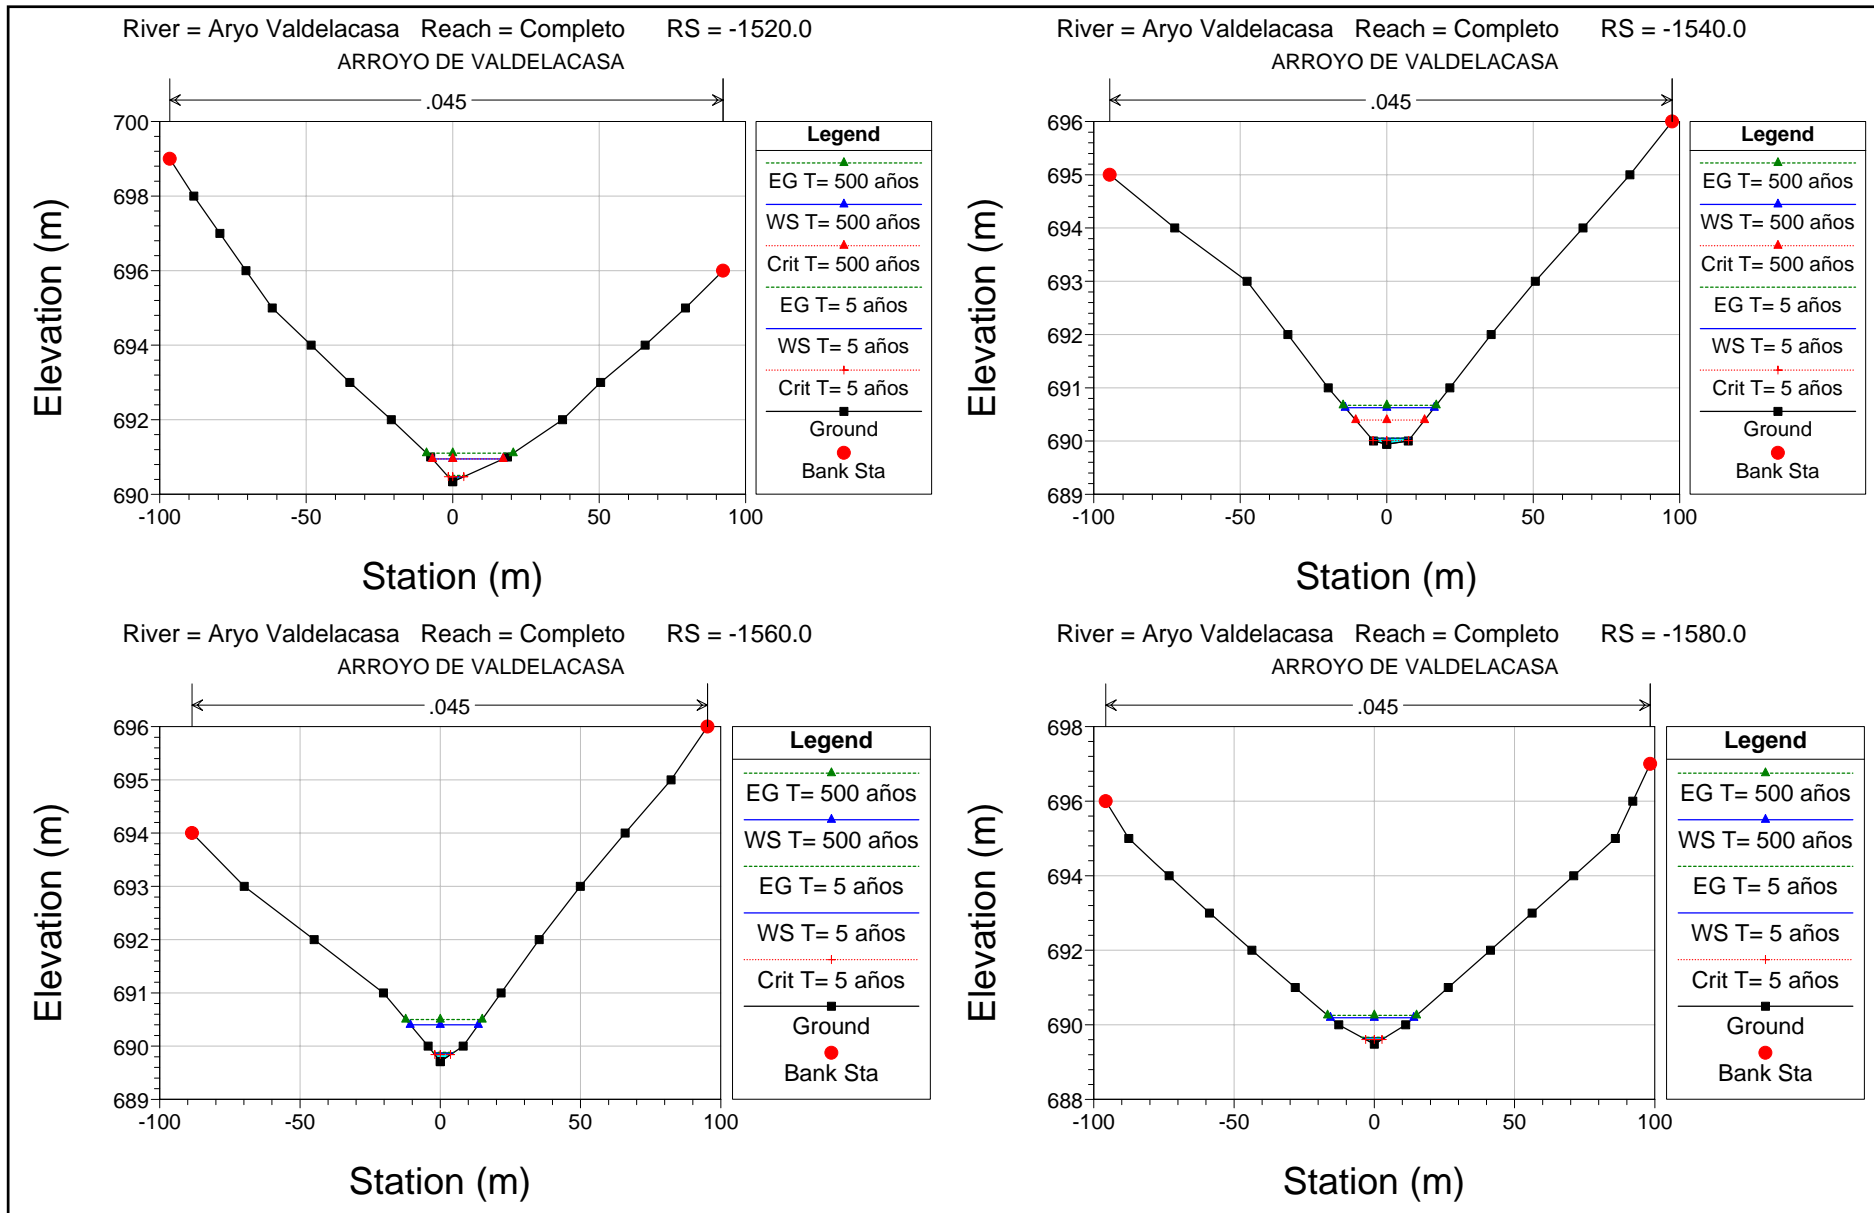 River = Aryo Valdelacasa Reach = Completo RS = -1520.0
ARROYO DE VALDELACASA
.045
700
698
696
694
692
690
-100
-50
0
50
100
Elevation (m)
Station (m)
Legend
EG T= 500 años
WS T= 500 años
Crit T= 500 años
EG T= 5 años
WS T= 5 años
Crit T= 5 años
Ground
Bank Sta
River = Aryo Valdelacasa Reach = Completo RS = -1540.0
ARROYO DE VALDELACASA
.045
696
695
694
693
692
691
690
689
-100
-50
0
50
100
Elevation (m)
Station (m)
Legend
EG T= 500 años
WS T= 500 años
Crit T= 500 años
EG T= 5 años
WS T= 5 años
Crit T= 5 años
Ground
Bank Sta
River = Aryo Valdelacasa Reach = Completo RS = -1560.0
ARROYO DE VALDELACASA
.045
696
695
694
693
692
691
690
689
-100
-50
0
50
100
Elevation (m)
Station (m)
Legend
EG T= 500 años
WS T= 500 años
EG T= 5 años
WS T= 5 años
Crit T= 5 años
Ground
Bank Sta
River = Aryo Valdelacasa Reach = Completo RS = -1580.0
ARROYO DE VALDELACASA
.045
698
696
694
692
690
688
-100
-50
0
50
100
Elevation (m)
Station (m)
Legend
EG T= 500 años
WS T= 500 años
EG T= 5 años
WS T= 5 años
Crit T= 5 años
Ground
Bank Sta